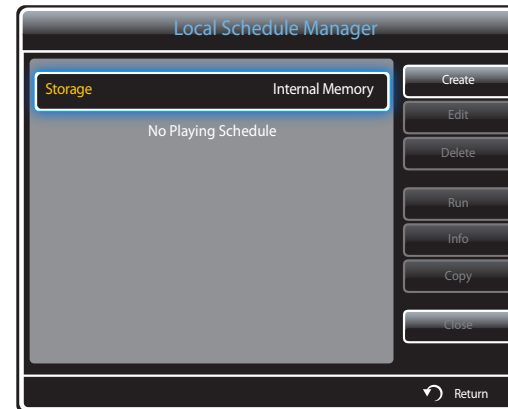 Local Schedule Manager
Storage Internal Memory
No Playing Schedule
Create
Edit
Delete
Run
Info
Copy
Close
Return